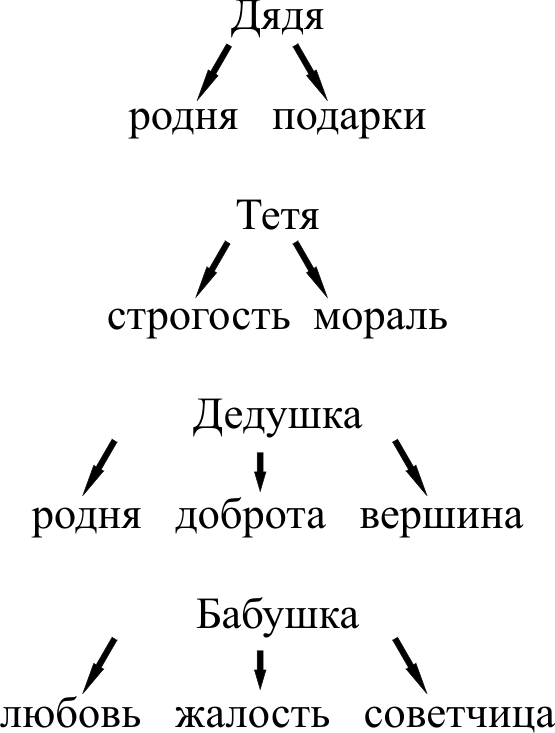 Дядя
родня подарки
Тетя
строгость мораль
Дедушка
родня доброта вершина
Бабушка
любовь жалость советчица